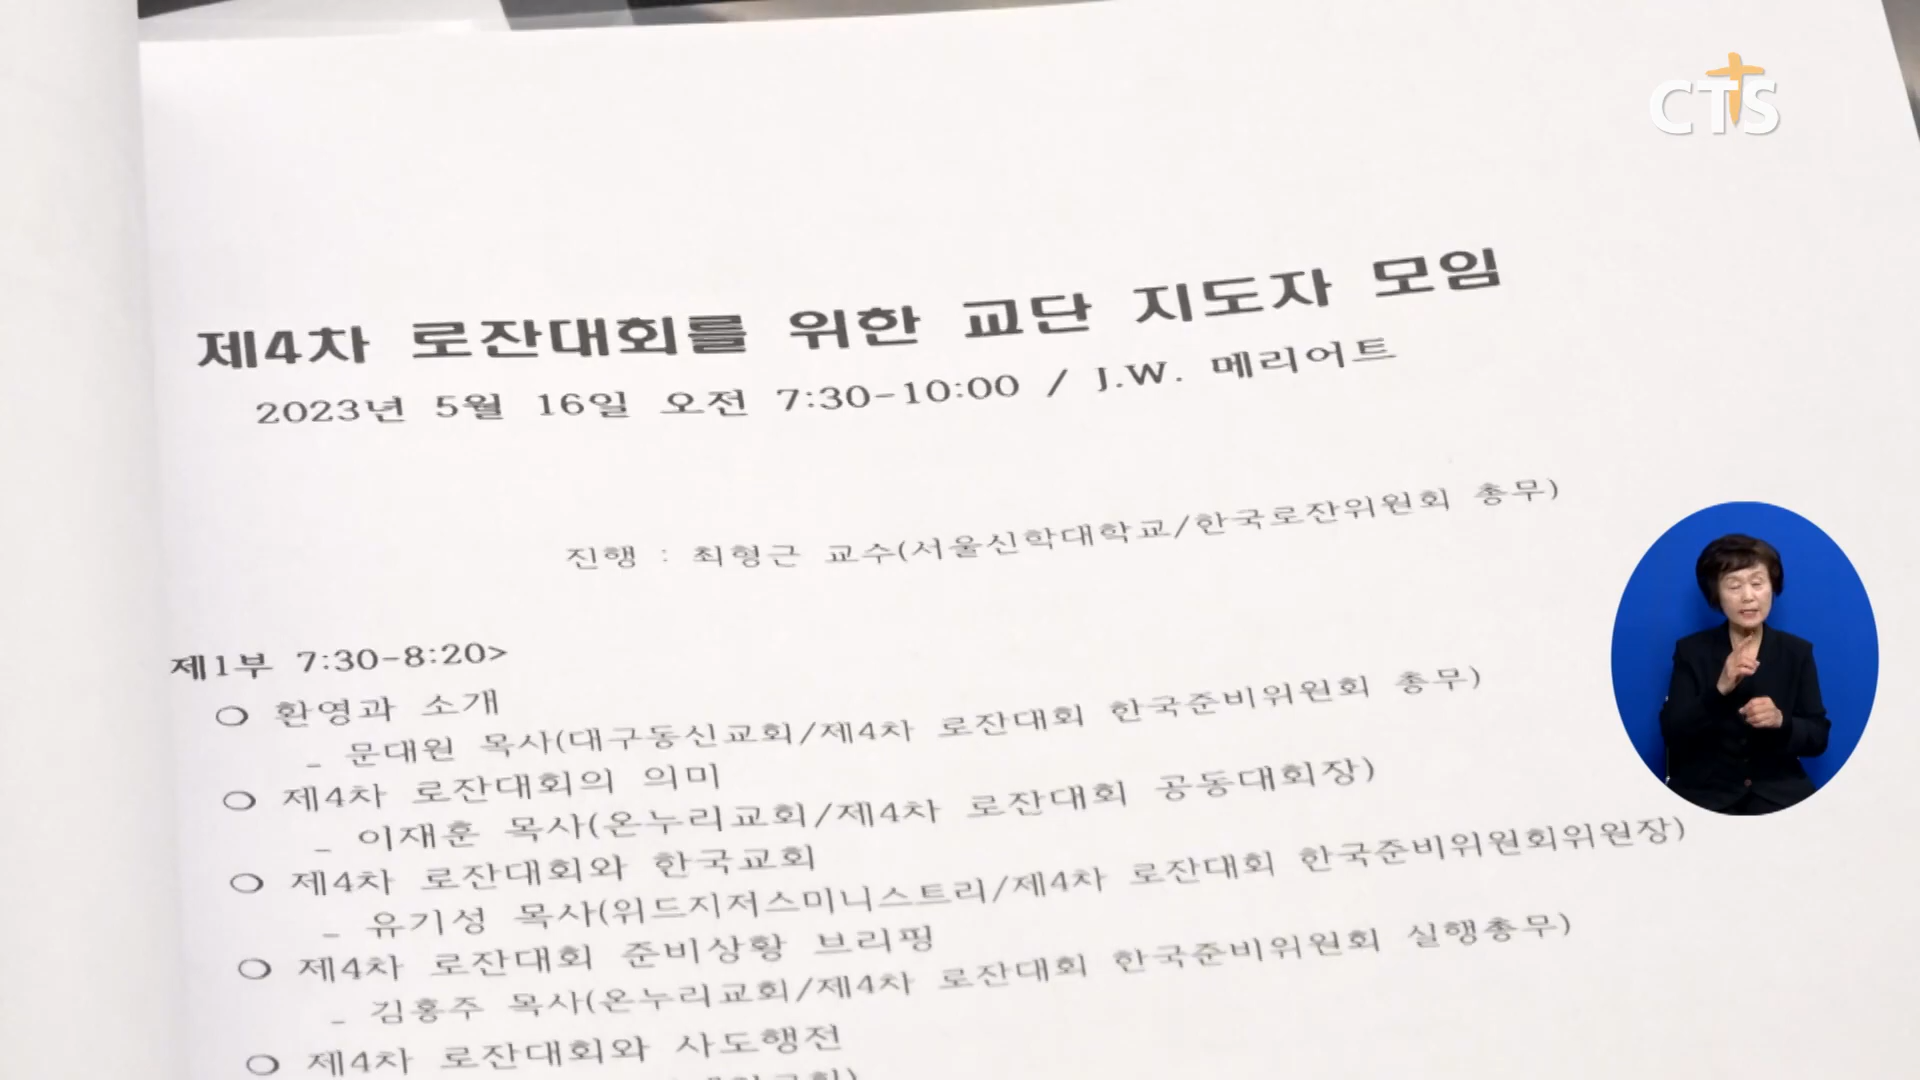 CTS
제4차 로잔대회를 위한 교단 지도자 모임
2023년 5월 16일 오전 7:30-10:00 / J.W. 메리어트
진행 : 최형근 교수(서울신학대학교/한국로잔위원회 총무)
제1부 7:30-8:20>
○ 환영과 소개
- 문대원 목사(대구동신교회/제4차 로잔대회 한국준비위원회 총무)
○ 제4차 로잔대회의 의미
- 이재훈 목사(온누리교회/제4차 로잔대회 공동대회장)
○ 제4차 로잔대회와 한국교회
- 유기성 목사(위드지저스미니스트리/제4차 로잔대회 한국준비위원회위원장)
○ 제4차 로잔대회 준비상황 브리핑
- 김홍주 목사(온누리교회/제4차 로잔대회 한국준비위원회 실행총무)
○ 제4차 로잔대회와 사도행전